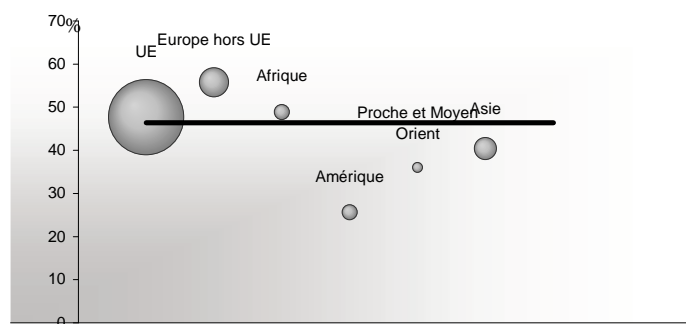 70%
UE
Europe hors UE
60
Afrique
50
Proche et Moyen
Asie
Orient
40
30
Amérique
20
10
0